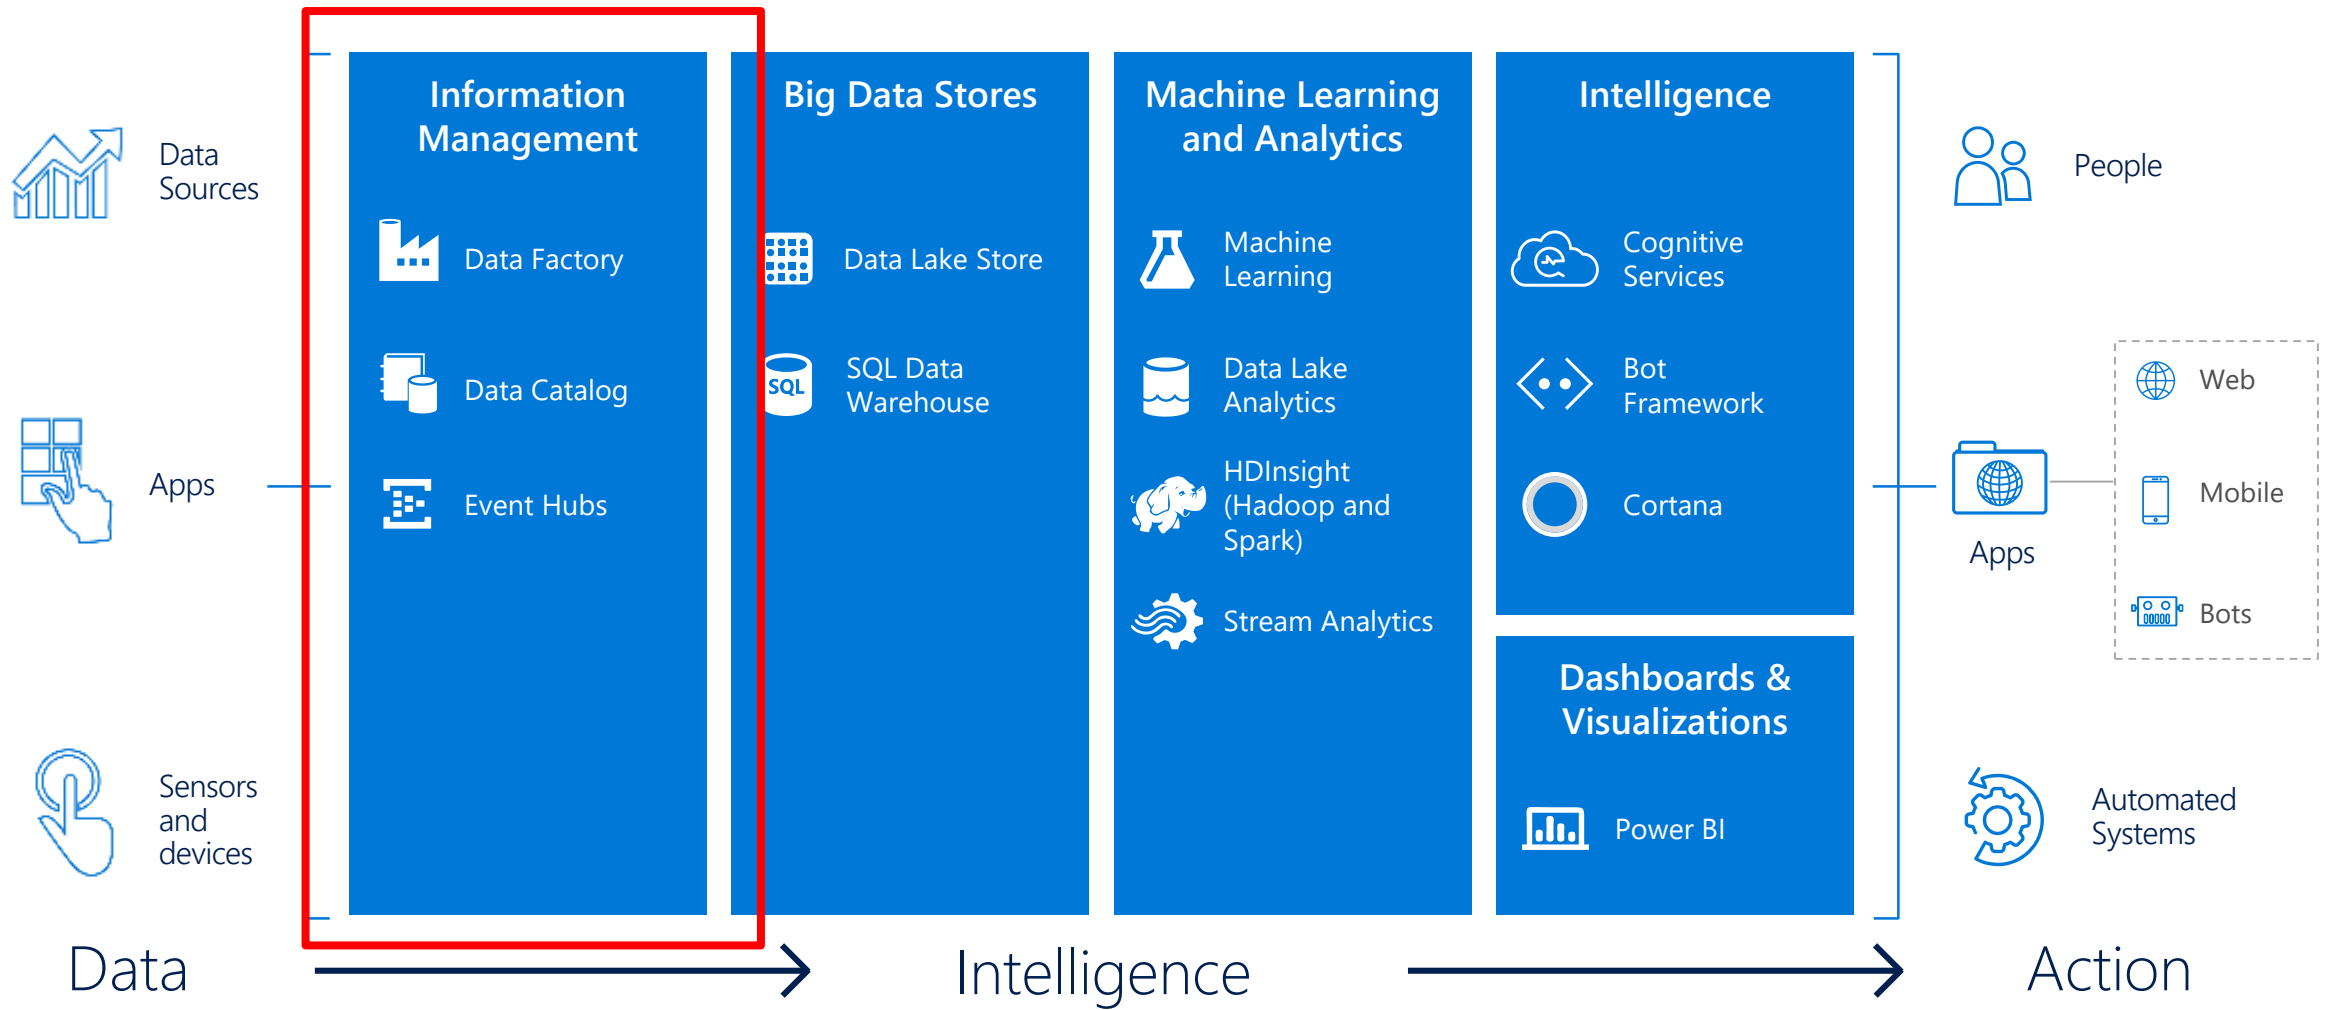 Data
Sources
Apps
Sensors
and
devices
Information
Management
Data Factory
Data Catalog
Event Hubs
Big Data Stores
Data Lake Store
SQL
SQL Data
Warehouse
Machine Learning
and Analytics
Machine
Learning
Data Lake
Analytics
HDInsight
(Hadoop and
Spark)
Stream Analytics
Intelligence
Cognitive
Services
Bot
Framework
Cortana
Dashboards &
Visualizations
Power BI
People
Apps
Web
Mobile
Bots
Automated
Systems
Data
Intelligence
Action